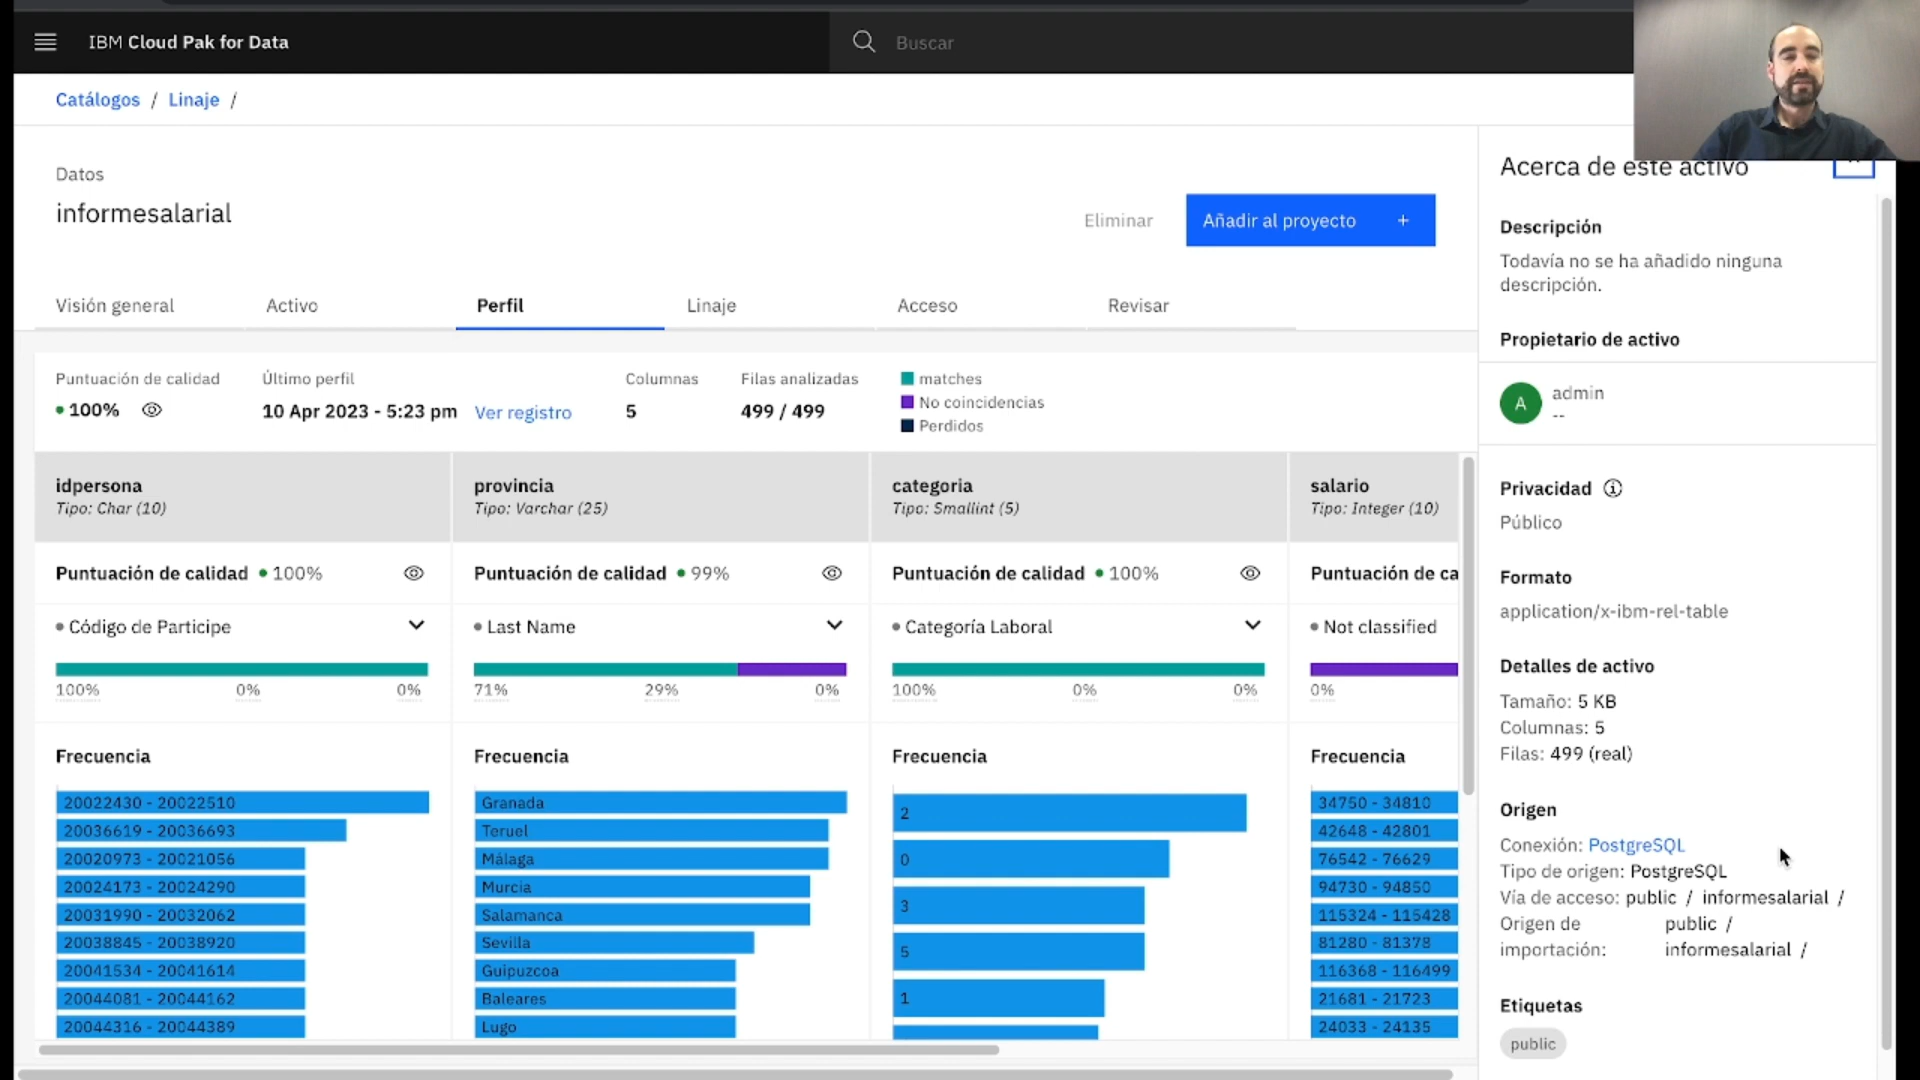 IBM Cloud Pak for Data
Buscar
Catálogos / Linaje /
Datos
informesalarial
Eliminar
Añadir al proyecto +
Visión general
Activo
Perfil
Linaje
Acceso
Revisar
Puntuación de calidad
100%
Último perfil
10 Apr 2023 - 5:23 pm
Ver registro
Columnas
5
Filas analizadas
499 / 499
matches
No coincidencias
Perdidos
idpersona
Tipo: Char (10)
Puntuación de calidad 100%
Código de Participe
100% 0% 0%
Frecuencia
20022430 - 20022510
20036619 - 20036693
20020973 - 20021056
20024173 - 20024290
20031990 - 20032062
20038845 - 20038920
20041534 - 20041614
20044081 - 20044162
20044316 - 20044389
provincia
Tipo: Varchar (25)
Puntuación de calidad 99%
Last Name
71% 29% 0%
Frecuencia
Granada
Teruel
Málaga
Murcia
Salamanca
Sevilla
Guipuzcoa
Baleares
Lugo
categoria
Tipo: Smallint (5)
Puntuación de calidad 100%
Categoría Laboral
100% 0% 0%
Frecuencia
2
0
3
5
1
salario
Tipo: Integer (10)
Puntuación de ca
Not classified
0%
Frecuencia
34750 - 34810
42648 - 42801
76542 - 76629
94730 - 94850
115324 - 115428
81280 - 81378
116368 - 116499
21681 - 21723
24033 - 24135
Acerca de este activo
Descripción
Todavía no se ha añadido ninguna
descripción.
Propietario de activo
A
admin
--
Privacidad
Público
Formato
application/x-ibm-rel-table
Detalles de activo
Tamaño: 5 KB
Columnas: 5
Filas: 499 (real)
Origen
Conexión: PostgreSQL
Tipo de origen: PostgreSQL
Vía de acceso: public / informesalarial /
Origen de importación: public /
informesalarial /
Etiquetas
public